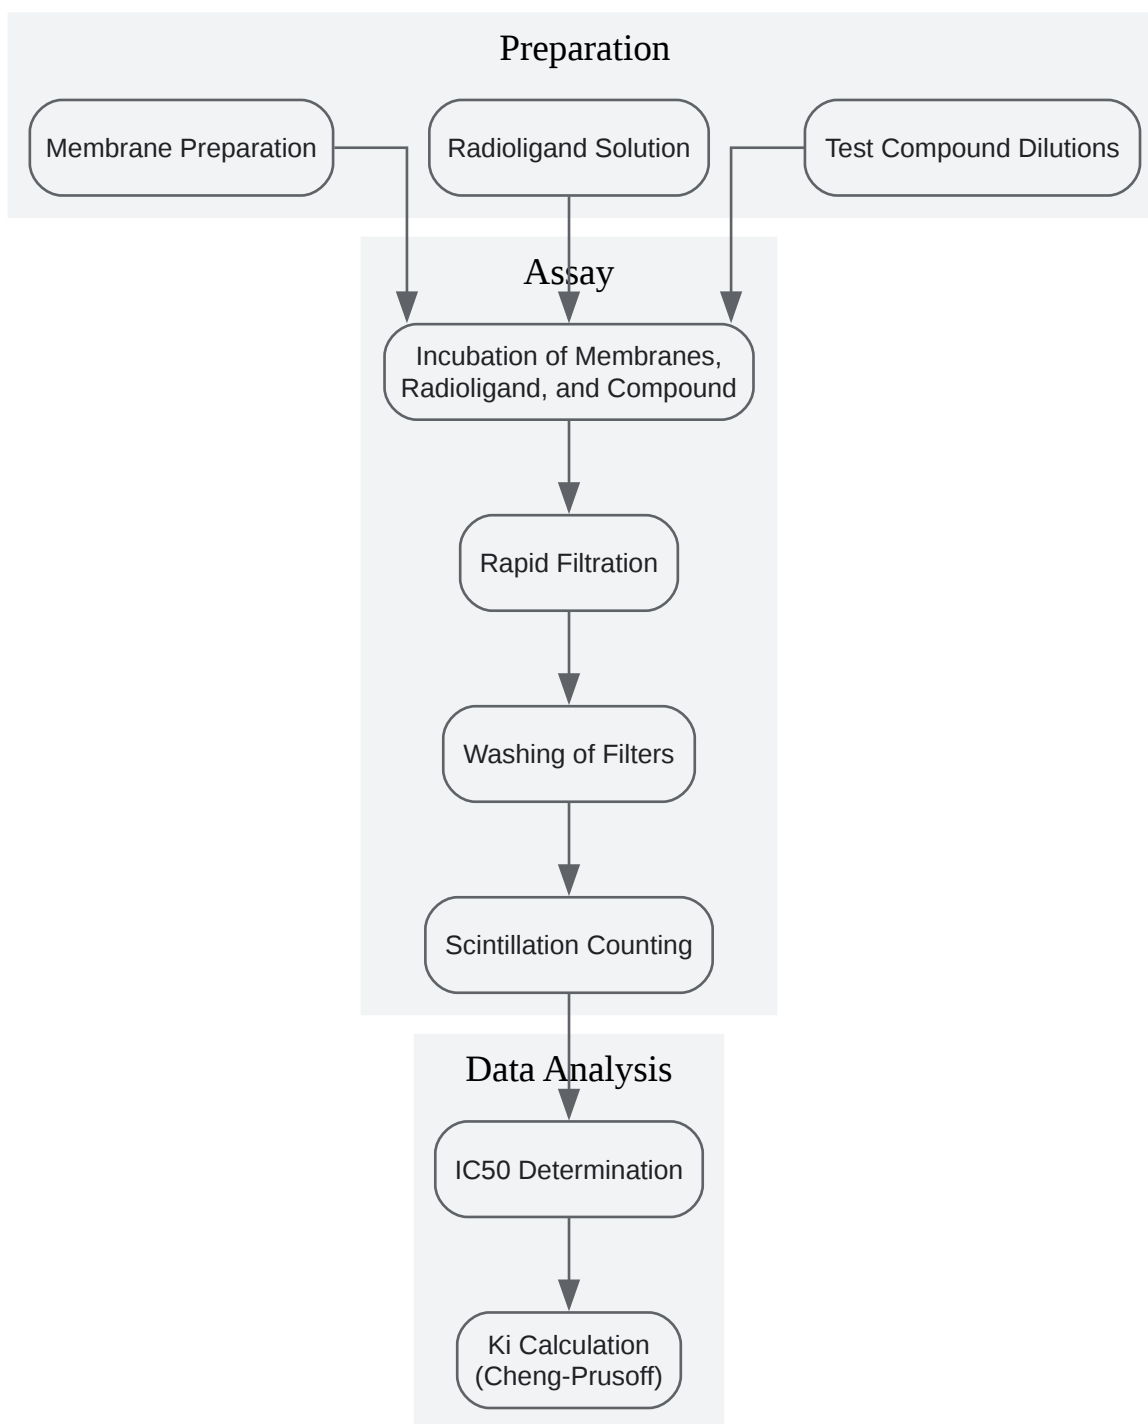 Preparation
Membrane Preparation
Radioligand Solution
Test Compound Dilutions
Assay
Incubation of Membranes,
Radioligand, and Compound
Rapid Filtration
Washing of Filters
Scintillation Counting
Data Analysis
IC50 Determination
Ki Calculation
(Cheng-Prusoff)